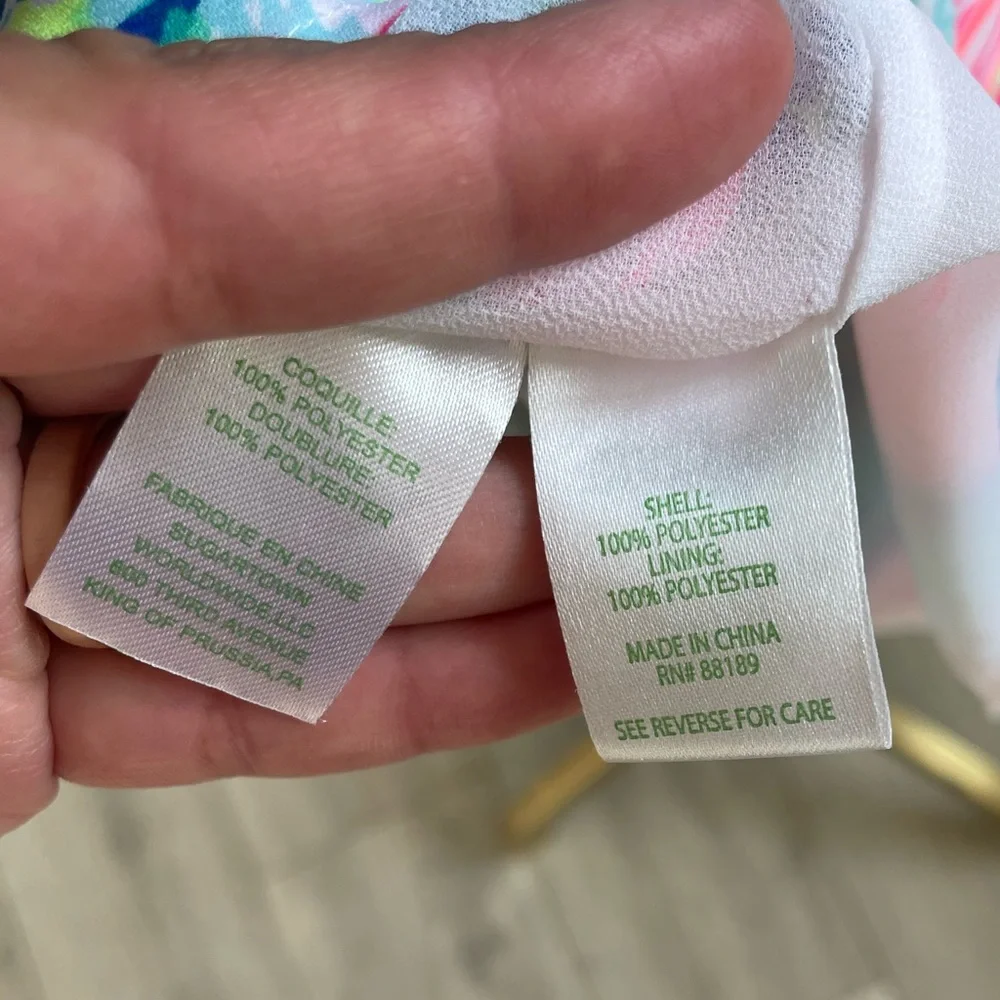 COQUILLE:
100% POLYESTER
DOUBLURE:
100% POLYESTER
FABRIQUE EN CHINE
SUGARTOWN
WORLDWIDE,LLC
800 THIRD AVENUE
KING OF PRUSSIA,PA
SHELL:
100% POLYESTER
LINING:
100% POLYESTER
MADE IN CHINA
RN# 88189
SEE REVERSE FOR CARE